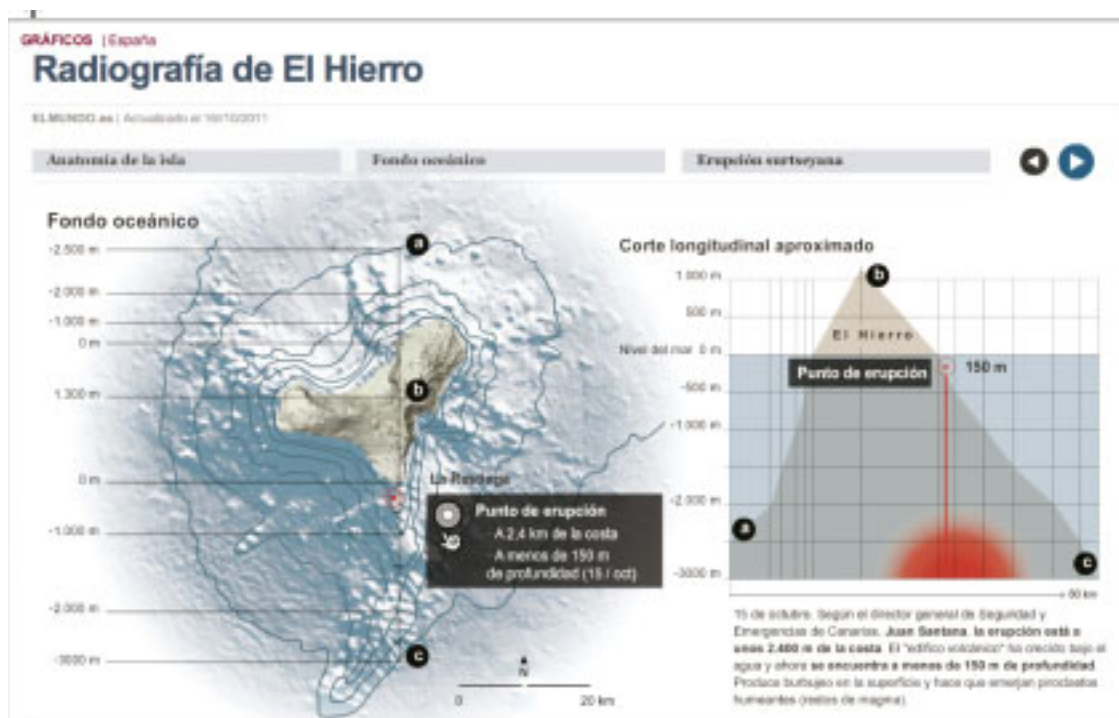 GRÁFICOS | España
Radiografía de El Hierro
ELMUNDO.es | Actualizado el 16/10/2011
Anatomía de la isla
Fondo oceánico
Erupción surtseyana
Fondo oceánico
-2.500 m
-2.000 m
-1.000 m
0 m
1.300 m
0 m
-1.000 m
-2.000 m
-3000 m
a
b
c
La Restinga
Punto de erupción
A 2,4 km de la costa
A menos de 150 m
de profundidad (15 / oct)
N
0
20 km
Corte longitudinal aproximado
1.000 m
500 m
Nivel del mar 0 m
-500 m
-1.000 m
-2.000 m
-3000 m
b
El Hierro
Punto de erupción
150 m
a
c
15 de octubre. Según el director general de Seguridad y
Emergencias de Canarias, Juan Santana, la erupción está a
unos 2.400 m de la costa. El "edificio volcánico" ha crecido bajo el
agua y ahora se encuentra a menos de 150 m de profundidad.
Produce burbujeo en la superficie y hace que emerjan piroclastos
humeantes (restos de magma).